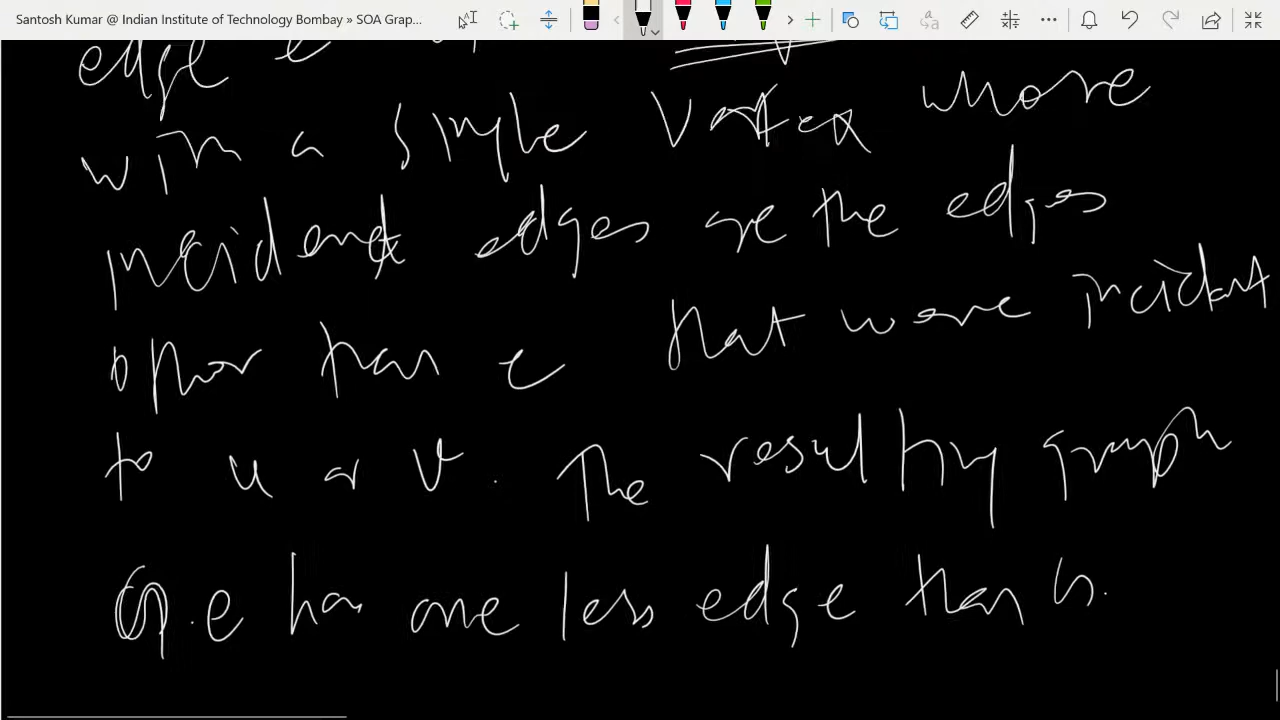 Santosh Kumar @ Indian Institute of Technology Bombay » SOA Grap...
edge e
with a single vertex whose
incident edges are the edges
other than e that were incident
to u or v. The resulting graph
G.e has one less edge than G.